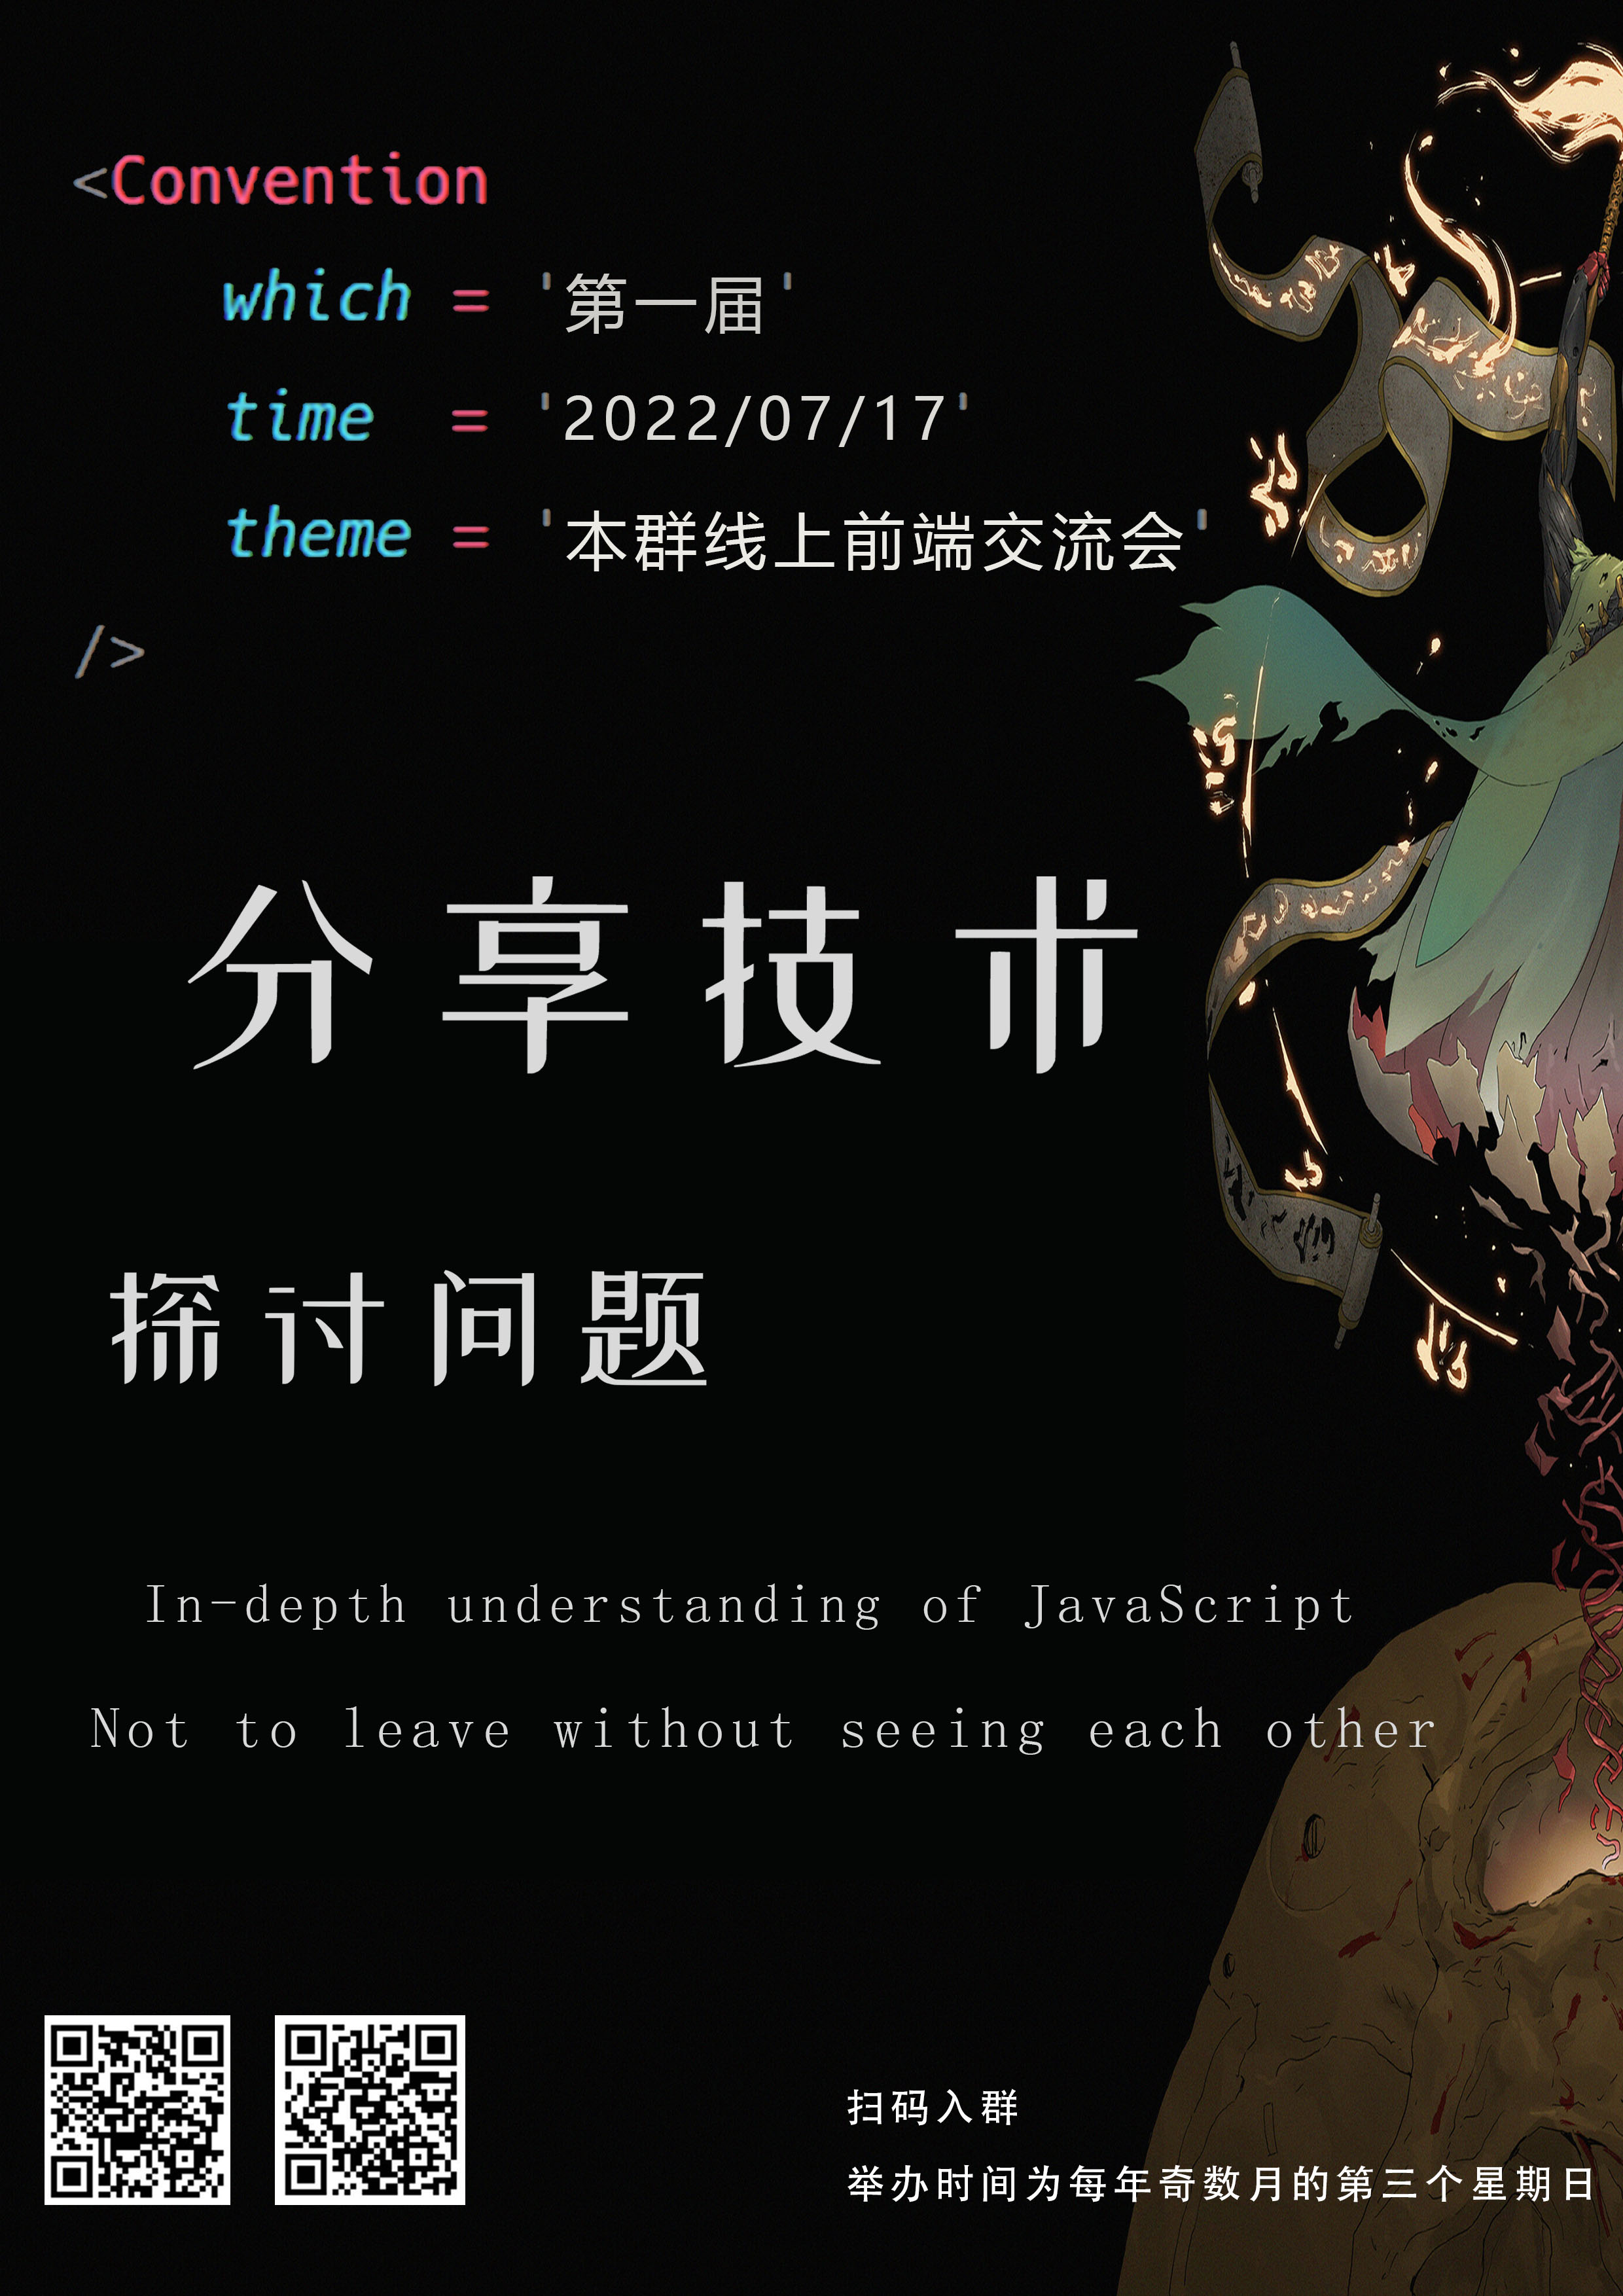 <Convention
which = '第一届'
time = '2022/07/17'
theme = '本群线上前端交流会'
/>
分享技术
探讨问题
In-depth understanding of JavaScript
Not to leave without seeing each other
扫码入群
举办时间为每年奇数月的第三个星期日